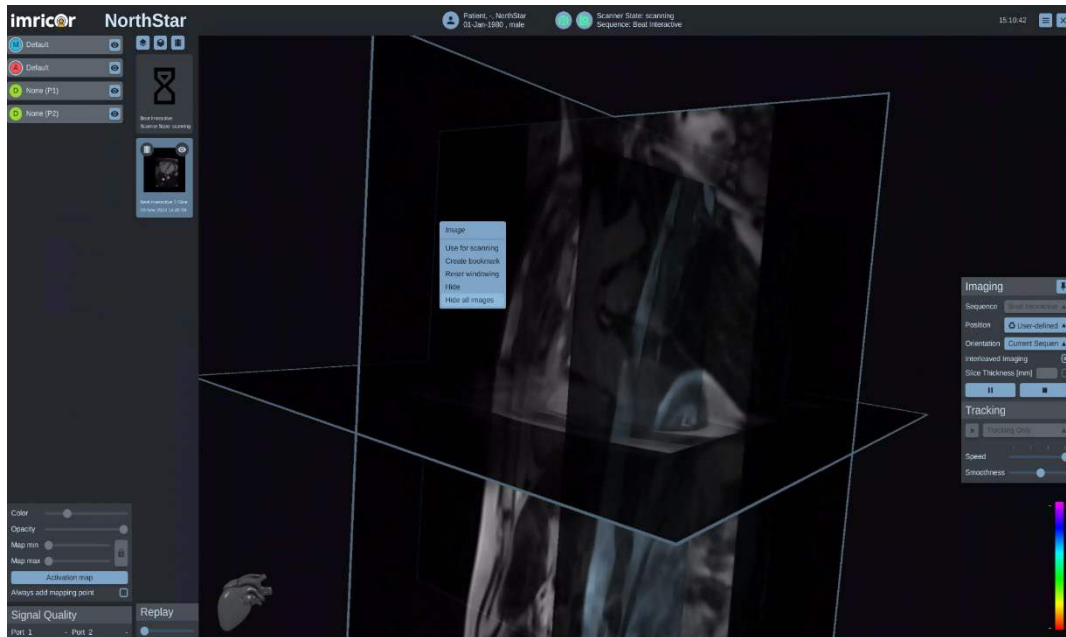 imricor NorthStar
Patient, -, NorthStar
01-Jan-1980 , male
Scanner State: scanning
Sequence: Beat Interactive
15:10:42
M Default
A Default
D None (P1)
D None (P2)
Beat Interactive
Scanner State: scanning
Image
Use for scanning
Create bookmark
Reset windowing
Hide
Hide all images
Imaging
Sequence Beat Interactive
Position User-defined
Orientation Current Sequen
Interleaved Imaging
Slice Thickness [mm]
Tracking
Tracking Only
Speed
Smoothness
Color
Opacity
Map min
Map max
Activation map
Always add mapping point
Signal Quality
Port 1 - Port 2 -
Replay